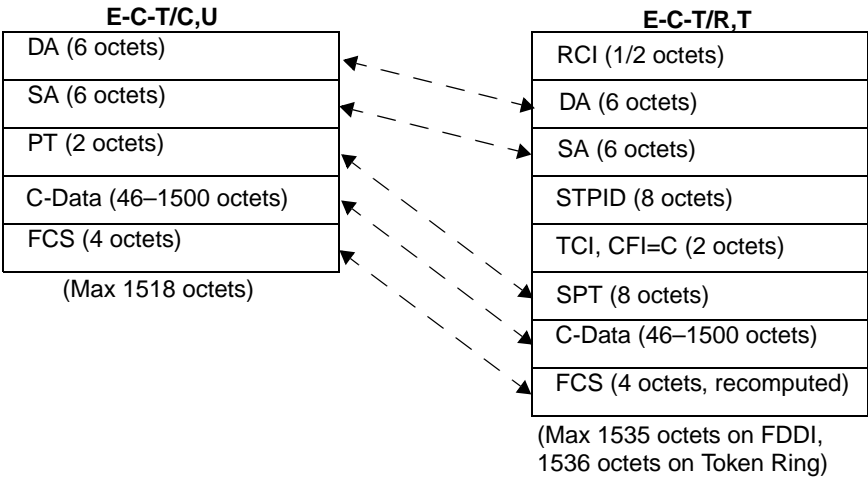 E-C-T/C,U
DA (6 octets)
SA (6 octets)
PT (2 octets)
C-Data (46–1500 octets)
FCS (4 octets)
(Max 1518 octets)
E-C-T/R,T
RCI (1/2 octets)
DA (6 octets)
SA (6 octets)
STPID (8 octets)
TCI, CFI=C (2 octets)
SPT (8 octets)
C-Data (46–1500 octets)
FCS (4 octets, recomputed)
(Max 1535 octets on FDDI,
1536 octets on Token Ring)